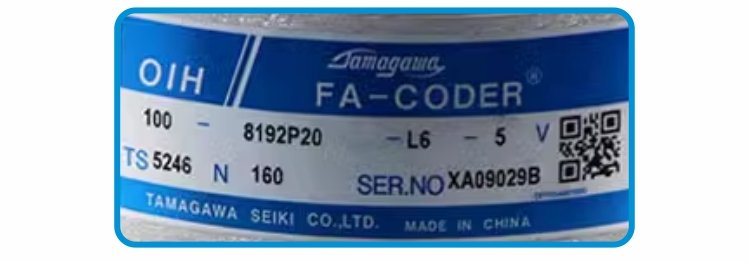 OIH // Tamagawa
FA-CODER®
100 - 8192P20 - L6 - 5 V
TS 5246 N 160 SER.NO XA09029B
TAMAGAWA SEIKI CO.,LTD. MADE IN CHINA